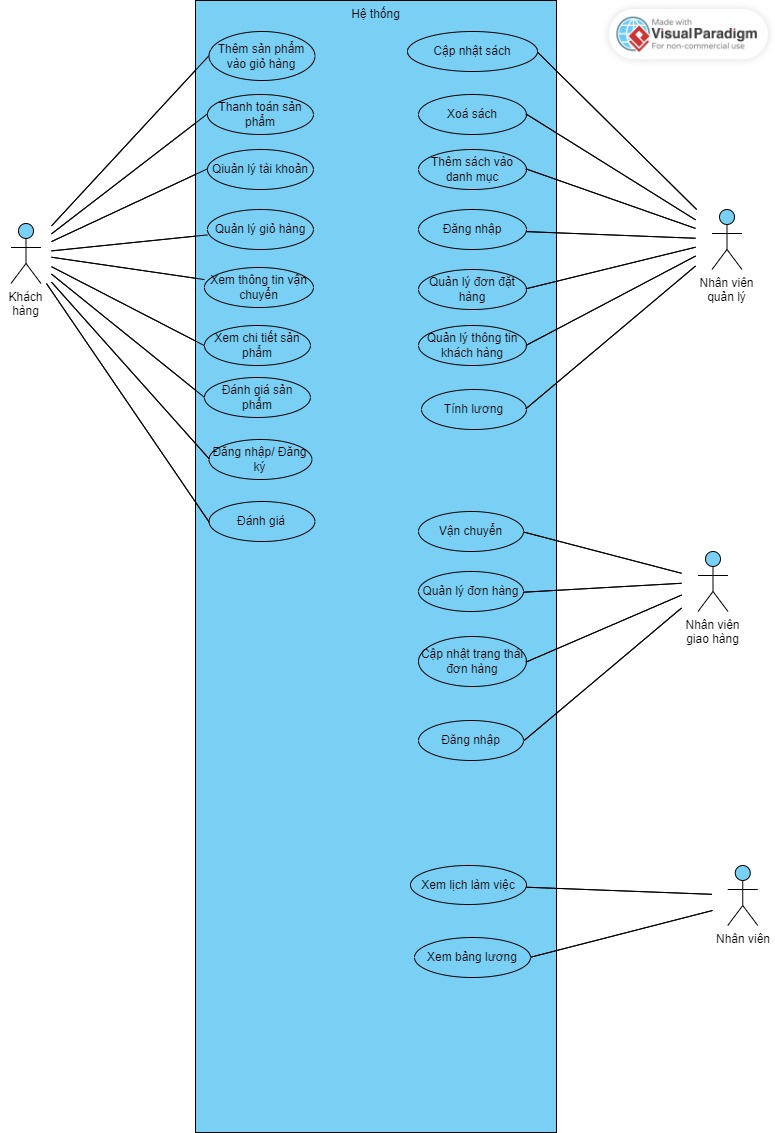 Hệ thống
Made with
VisualParadigm
For non-commercial use
Thêm sản phẩm
vào giỏ hàng
Thanh toán sản
phẩm
Qiuản lý tài khoản
Quản lý giỏ hàng
Xem thông tin vận
chuyển
Xem chi tiết sản
phẩm
Đánh giá sản
phẩm
Đăng nhập/ Đăng
ký
Đánh giá
Khách
hàng
Cập nhật sách
Xoá sách
Thêm sách vào
danh mục
Đăng nhập
Quản lý đơn đặt
hàng
Quản lý thông tin
khách hàng
Tính lương
Nhân viên
quản lý
Vận chuyển
Quản lý đơn hàng
Cập nhật trạng thái
đơn hàng
Đăng nhập
Nhân viên
giao hàng
Xem lịch làm việc
Xem bảng lương
Nhân viên